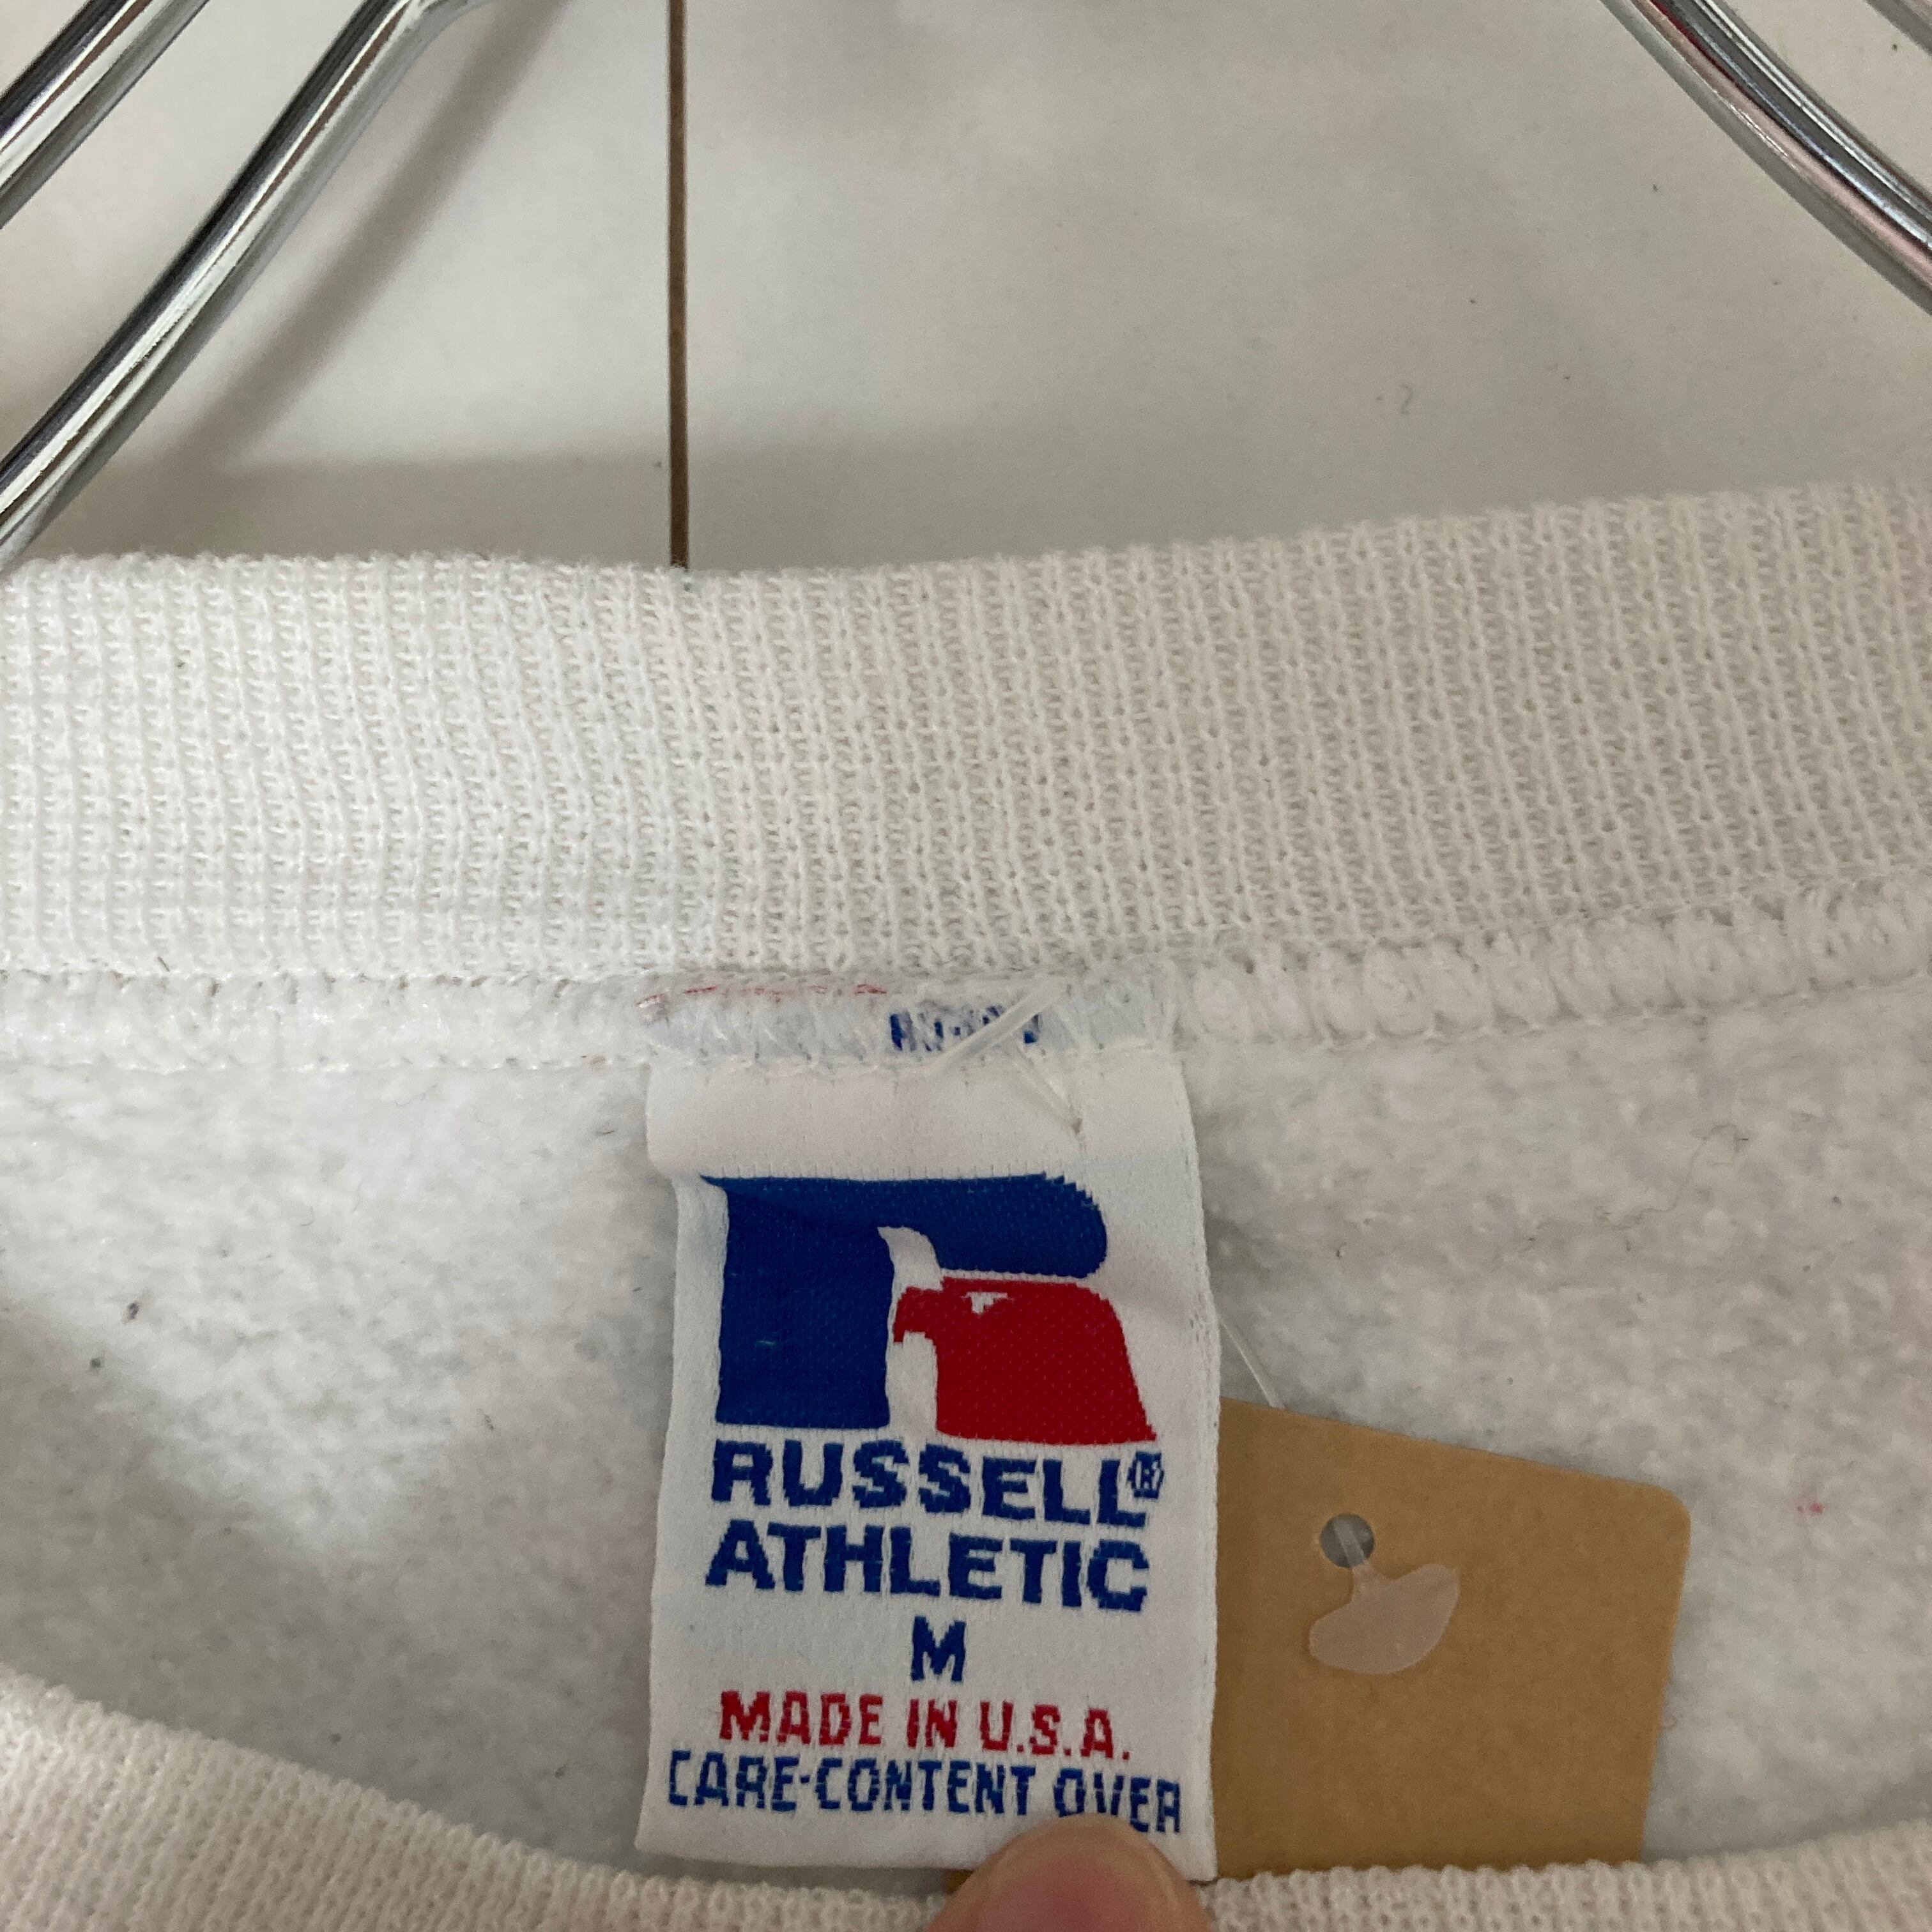 RUSSELL®
ATHLETIC
M
MADE IN U.S.A.
CARE-CONTENT OVER